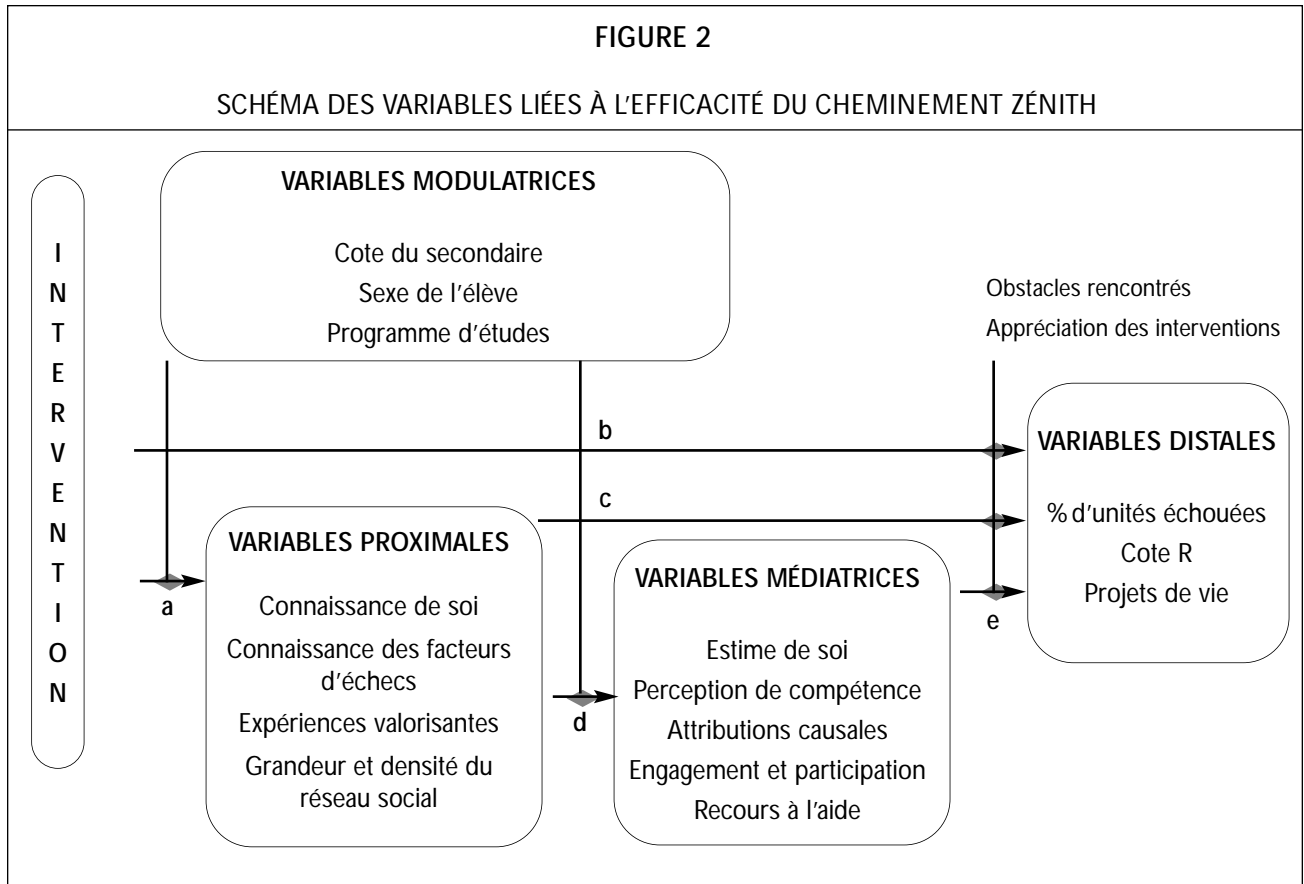 FIGURE 2
SCHÉMA DES VARIABLES LIÉES À L'EFFICACITÉ DU CHEMINEMENT ZÉNITH
I
N
T
E
R
V
E
N
T
I
O
N
VARIABLES MODULATRICES
Cote du secondaire
Sexe de l'élève
Programme d'études
Obstacles rencontrés
Appréciation des interventions
b
c
a
d
e
VARIABLES PROXIMALES
Connaissance de soi
Connaissance des facteurs
d'échecs
Expériences valorisantes
Grandeur et densité du
réseau social
VARIABLES MÉDIATRICES
Estime de soi
Perception de compétence
Attributions causales
Engagement et participation
Recours à l'aide
VARIABLES DISTALES
% d'unités échouées
Cote R
Projets de vie